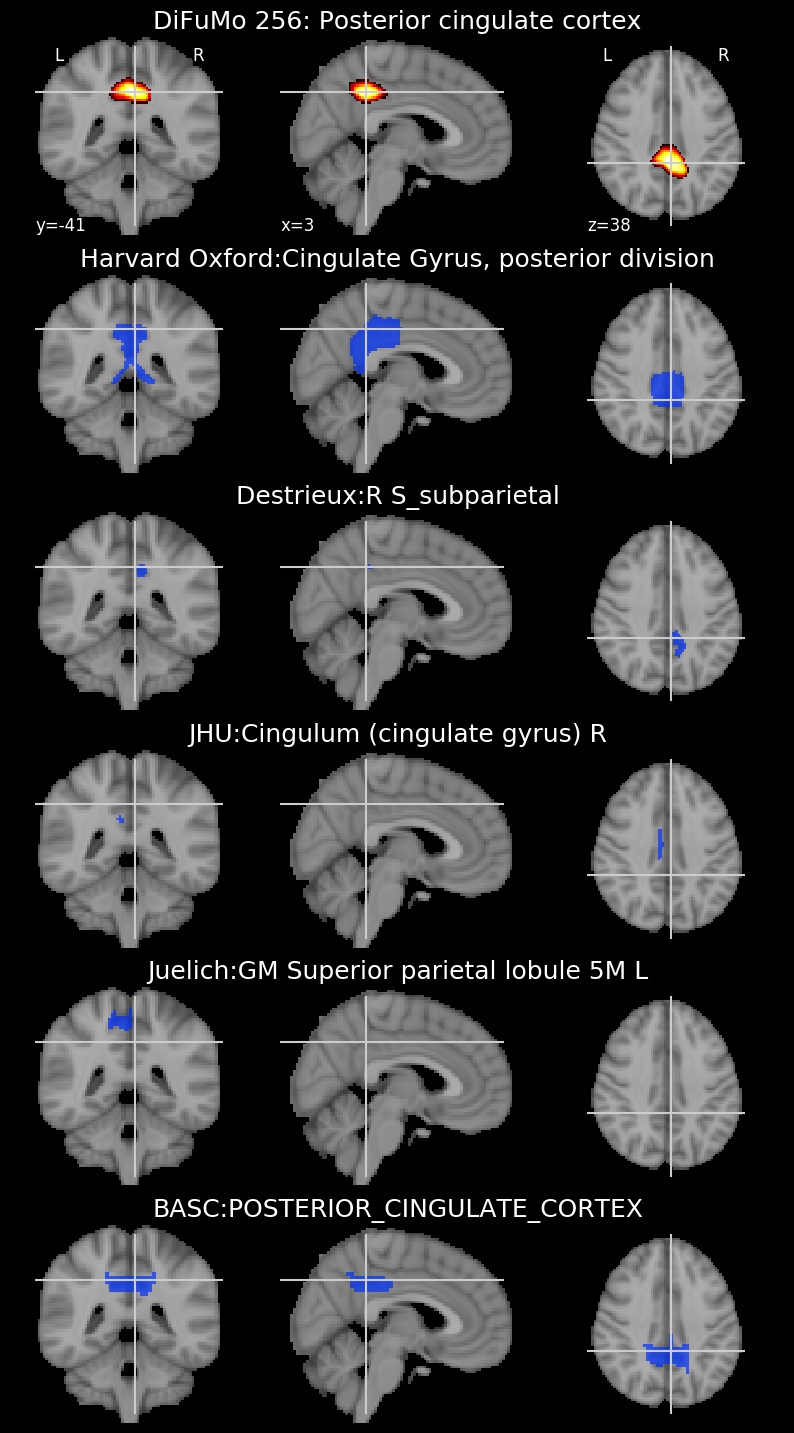 DiFuMo 256: Posterior cingulate cortex
L R L R
y=-41 x=3 z=38
Harvard Oxford:Cingulate Gyrus, posterior division
Destrieux:R S_subparietal
JHU:Cingulum (cingulate gyrus) R
Juelich:GM Superior parietal lobule 5M L
BASC:POSTERIOR_CINGULATE_CORTEX